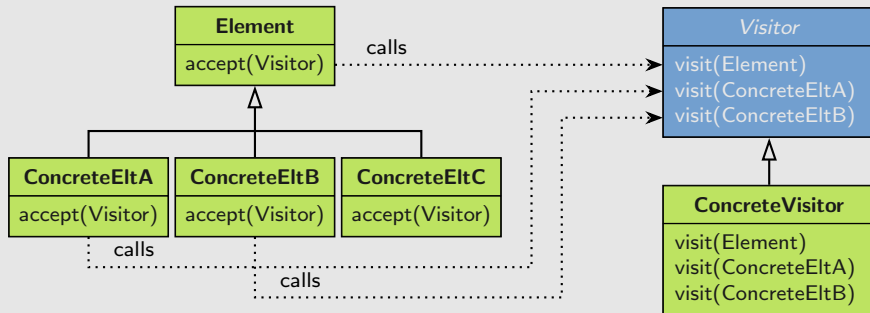 Element
accept(Visitor)
calls
Visitor
visit(Element)
visit(ConcreteEltA)
visit(ConcreteEltB)
ConcreteEltA
accept(Visitor)
ConcreteEltB
accept(Visitor)
ConcreteEltC
accept(Visitor)
calls
calls
ConcreteVisitor
visit(Element)
visit(ConcreteEltA)
visit(ConcreteEltB)